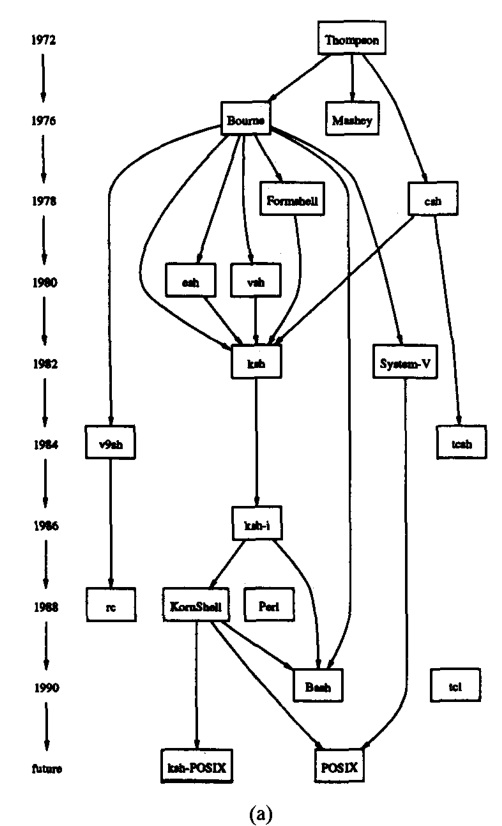 1972 Thompson
1976 Bourne Mashey
1978 Formshell csh
1980 esh vsh
1982 ksh System-V
1984 v9sh tcsh
1986 ksh-i
1988 rc KornShell Perl
1990 Bash tcl
future ksh-POSIX POSIX
(a)